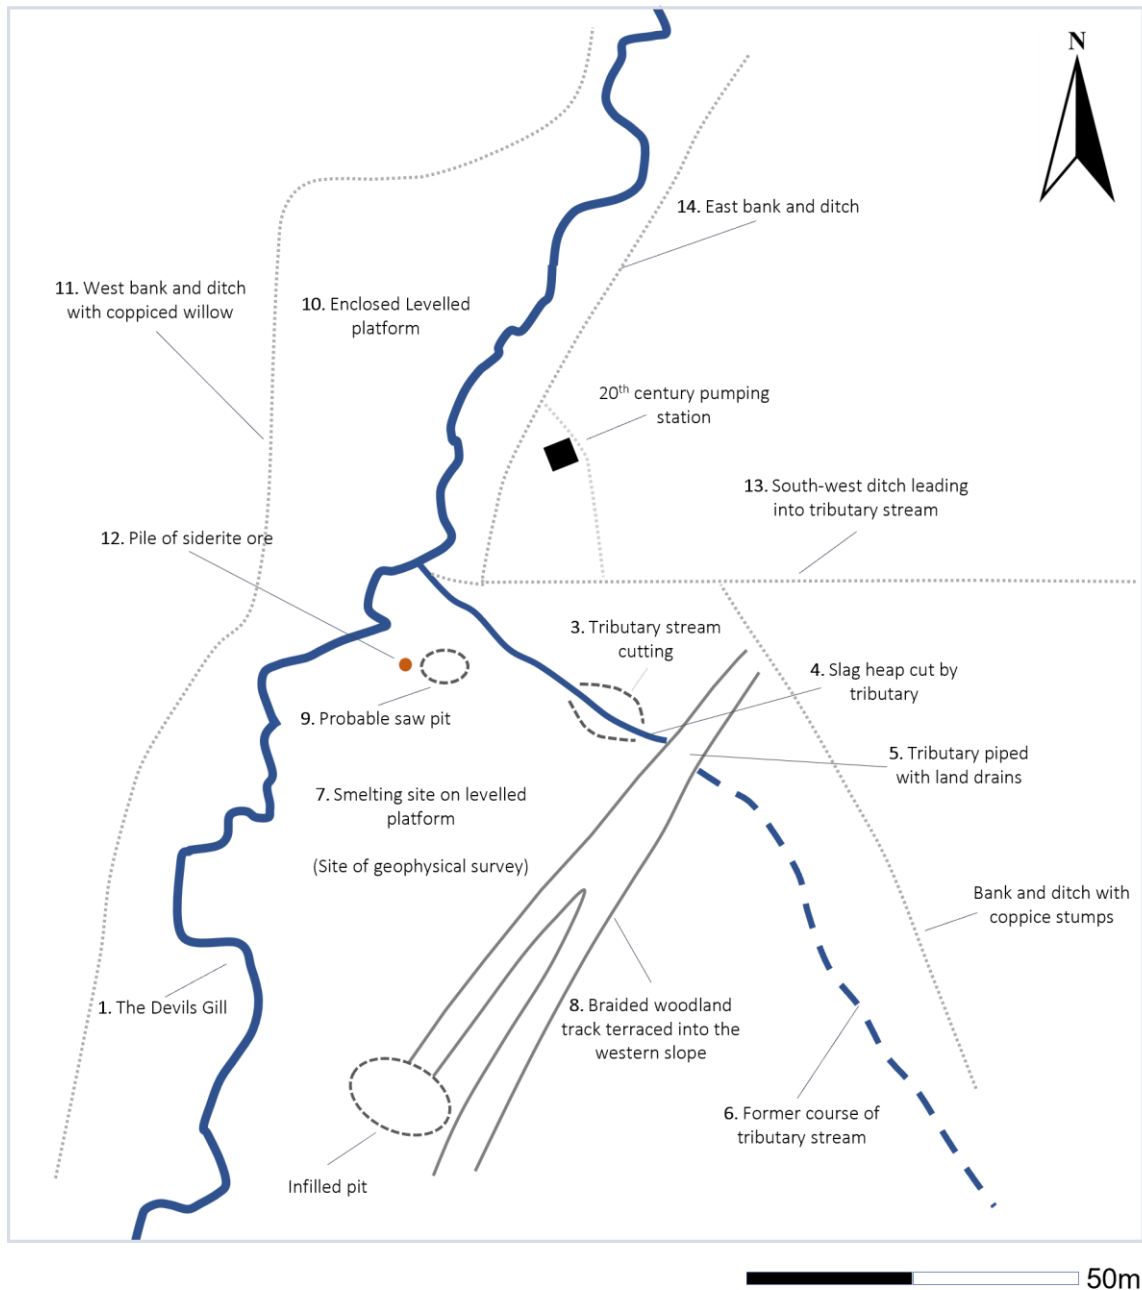 N
14. East bank and ditch
11. West bank and ditch
with coppiced willow
10. Enclosed Levelled
platform
20th century pumping
station
13. South-west ditch leading
into tributary stream
12. Pile of siderite ore
3. Tributary stream
cutting
4. Slag heap cut by
tributary
9. Probable saw pit
5. Tributary piped
with land drains
7. Smelting site on levelled
platform
(Site of geophysical survey)
Bank and ditch with
coppice stumps
1. The Devils Gill
8. Braided woodland
track terraced into the
western slope
6. Former course of
tributary stream
Infilled pit
50m